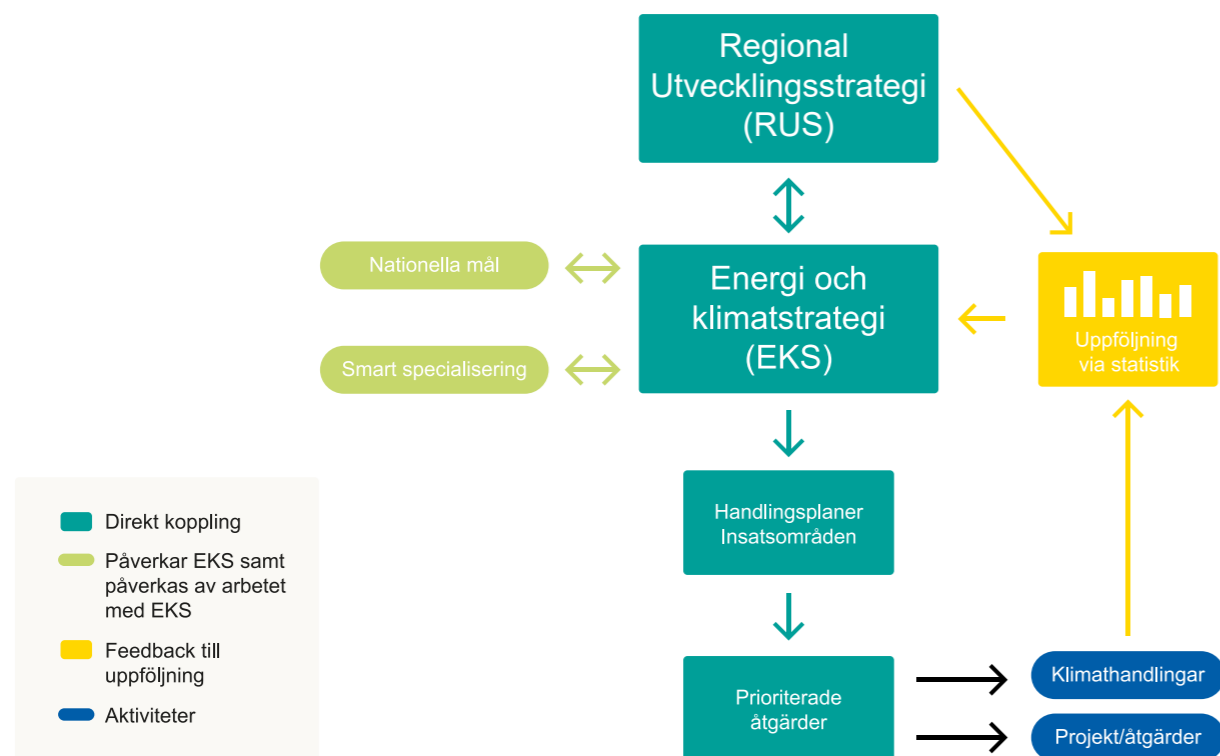 Regional
Utvecklingsstrategi
(RUS)
Nationella mål
Smart specialisering
Energi och
klimatstrategi
(EKS)
Uppföljning
via statistik
Handlingsplaner
Insatsområden
Prioriterade
åtgärder
Klimathandlingar
Projekt/åtgärder
Direkt koppling
Påverkar EKS samt
påverkas av arbetet
med EKS
Feedback till
uppföljning
Aktiviteter